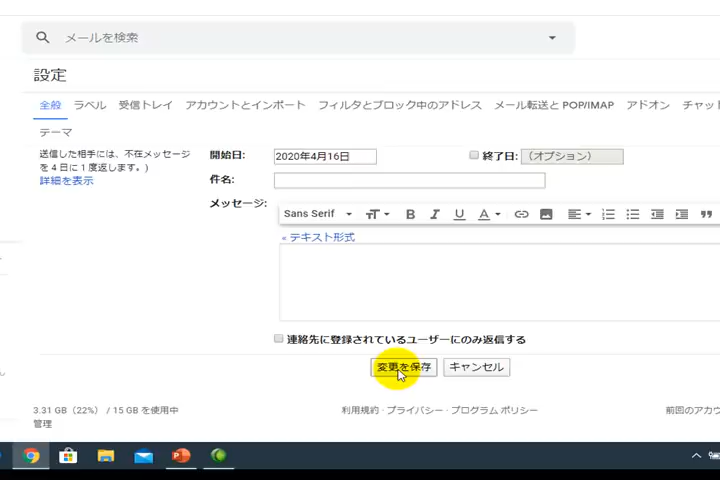 メールを検索
設定
全般 ラベル 受信トレイ アカウントとインポート フィルタとブロック中のアドレス メール転送と POP/IMAP アドオン チャッ
テーマ
送信した相手には、不在メッセージ
を 4 日に 1 度返します。)
詳細を表示
開始日: 2020年4月16日 終了日: （オプション）
件名:
メッセージ:
Sans Serif
« テキスト形式
連絡先に登録されているユーザーにのみ返信する
変更を保存 キャンセル
3.31 GB（22%）/ 15 GB を使用中
管理
利用規約 · プライバシー · プログラム ポリシー
前回のアカウ